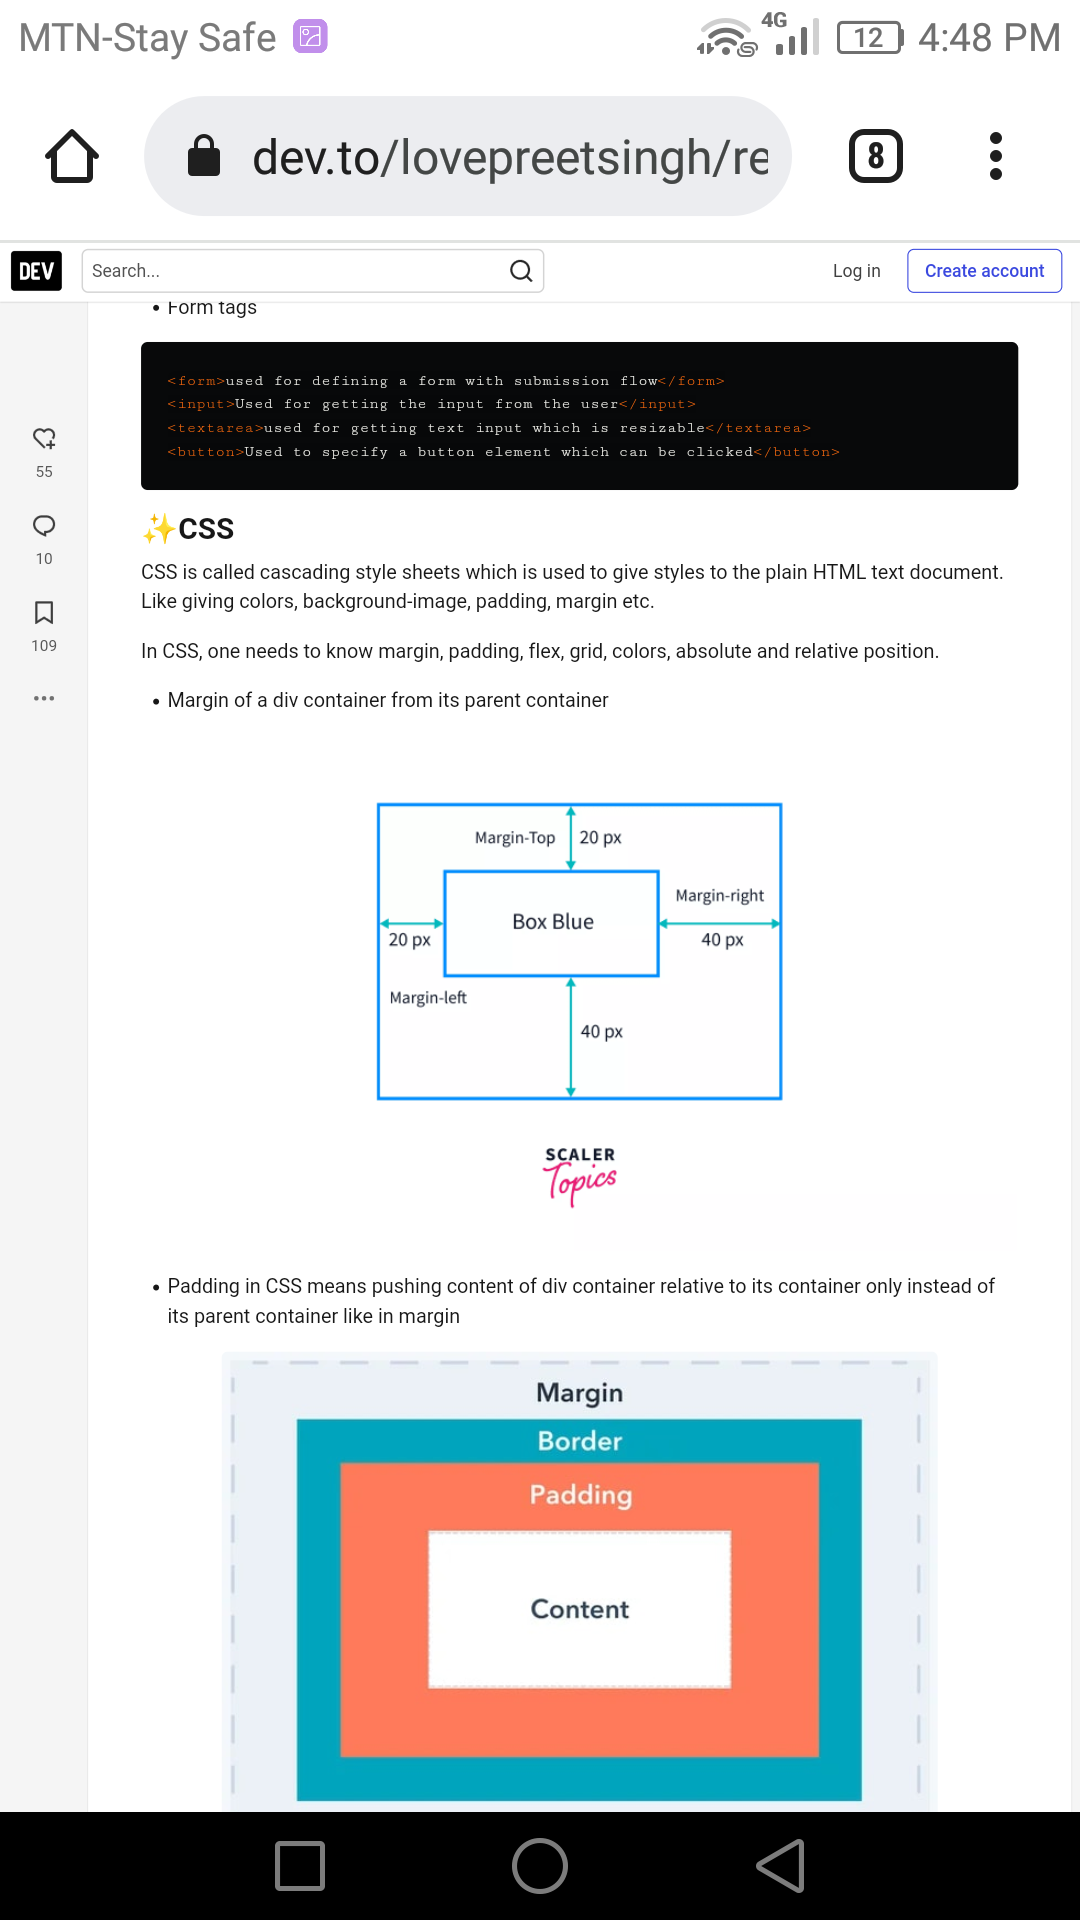 MTN-Stay Safe 4G 12 4:48 PM
dev.to/lovepreetsingh/re 8
DEV Search... Log in Create account
• Form tags
<form>used for defining a form with submission flow</form>
<input>Used for getting the input from the user</input>
<textarea>used for getting text input which is resizable</textarea>
<button>Used to specify a button element which can be clicked</button>
55
10
109
✨CSS
CSS is called cascading style sheets which is used to give styles to the plain HTML text document.
Like giving colors, background-image, padding, margin etc.
In CSS, one needs to know margin, padding, flex, grid, colors, absolute and relative position.
• Margin of a div container from its parent container
Margin-Top 20 px
Margin-right
Box Blue
20 px 40 px
Margin-left
40 px
SCALER
Topics
• Padding in CSS means pushing content of div container relative to its container only instead of
its parent container like in margin
Margin
Border
Padding
Content